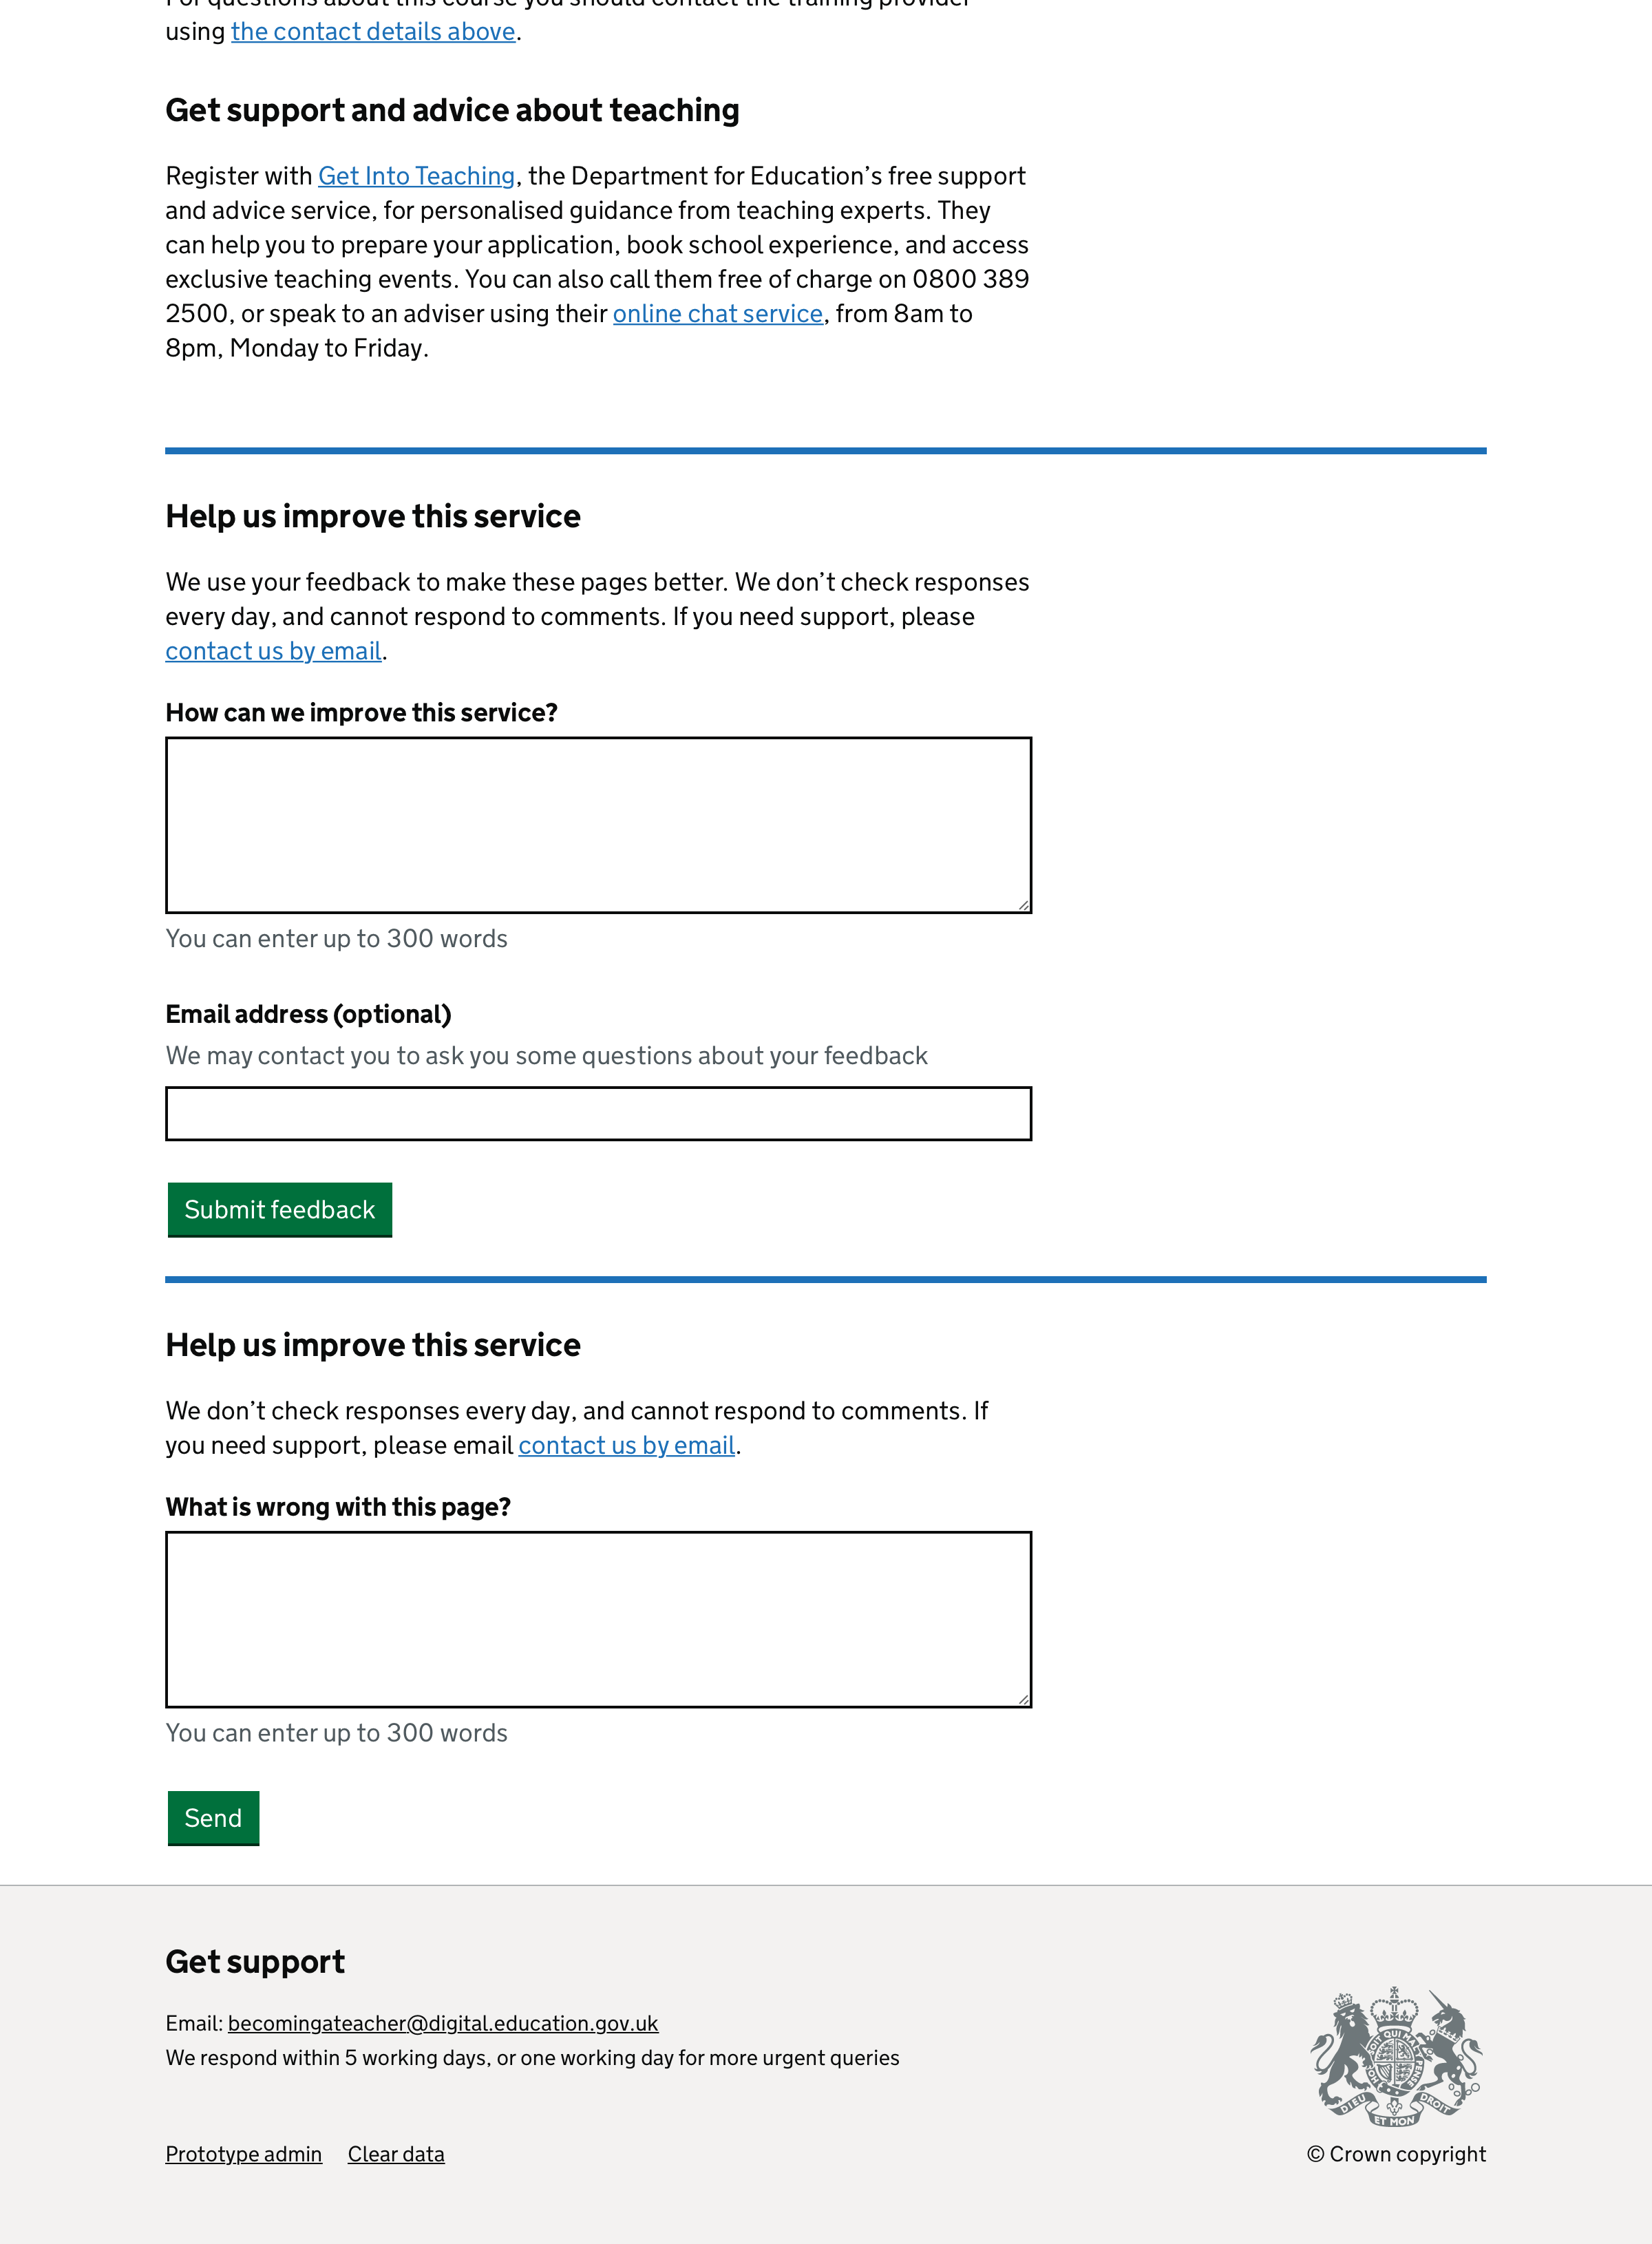 For questions about this course you should contact the training provider
using the contact details above.
Get support and advice about teaching
Register with Get Into Teaching, the Department for Education’s free support
and advice service, for personalised guidance from teaching experts. They
can help you to prepare your application, book school experience, and access
exclusive teaching events. You can also call them free of charge on 0800 389
2500, or speak to an adviser using their online chat service, from 8am to
8pm, Monday to Friday.
Help us improve this service
We use your feedback to make these pages better. We don’t check responses
every day, and cannot respond to comments. If you need support, please
contact us by email.
How can we improve this service?
You can enter up to 300 words
Email address (optional)
We may contact you to ask you some questions about your feedback
Submit feedback
Help us improve this service
We don’t check responses every day, and cannot respond to comments. If
you need support, please email contact us by email.
What is wrong with this page?
You can enter up to 300 words
Send
Get support
Email: becomingateacher@digital.education.gov.uk
We respond within 5 working days, or one working day for more urgent queries
DIEU ET MON DROIT
Prototype admin Clear data
© Crown copyright